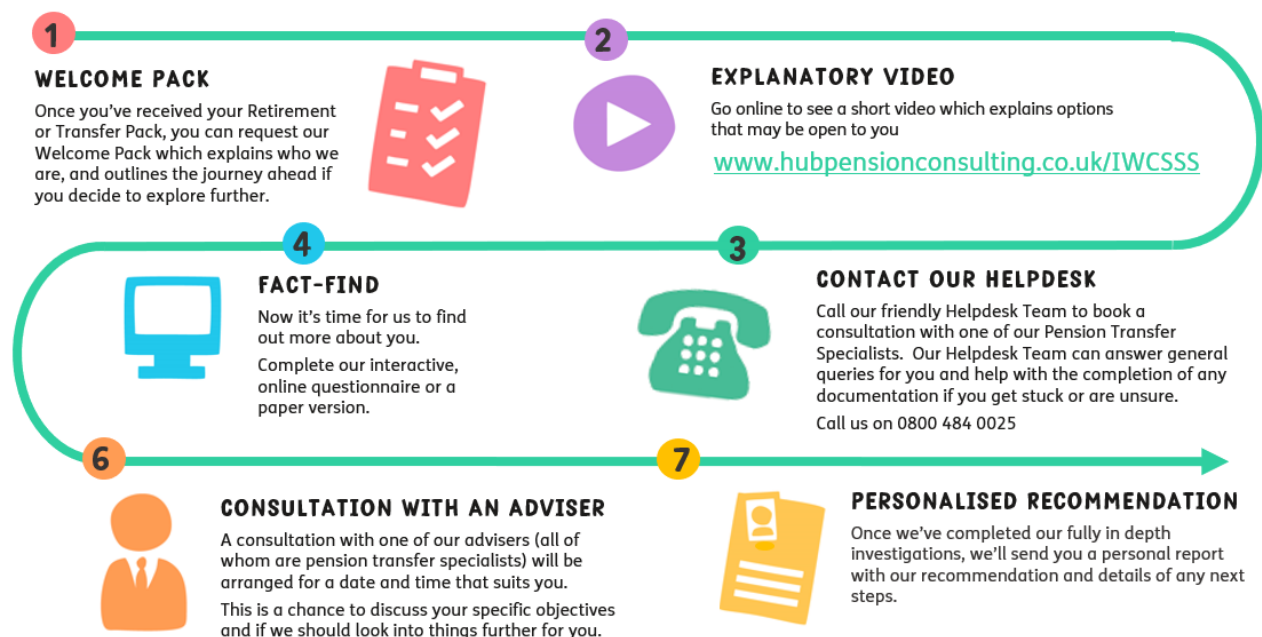 1
WELCOME PACK
Once you've received your Retirement
or Transfer Pack, you can request our
Welcome Pack which explains who we
are, and outlines the journey ahead if
you decide to explore further.
2
EXPLANATORY VIDEO
Go online to see a short video which explains options
that may be open to you
www.hubpensionconsulting.co.uk/IWCSSS
3
CONTACT OUR HELPDESK
Call our friendly Helpdesk Team to book a
consultation with one of our Pension Transfer
Specialists. Our Helpdesk Team can answer general
queries for you and help with the completion of any
documentation if you get stuck or are unsure.
Call us on 0800 484 0025
4
FACT-FIND
Now it's time for us to find
out more about you.
Complete our interactive,
online questionnaire or a
paper version.
6
CONSULTATION WITH AN ADVISER
A consultation with one of our advisers (all of
whom are pension transfer specialists) will be
arranged for a date and time that suits you.
This is a chance to discuss your specific objectives
and if we should look into things further for you.
7
PERSONALISED RECOMMENDATION
Once we've completed our fully in depth
investigations, we'll send you a personal report
with our recommendation and details of any next
steps.